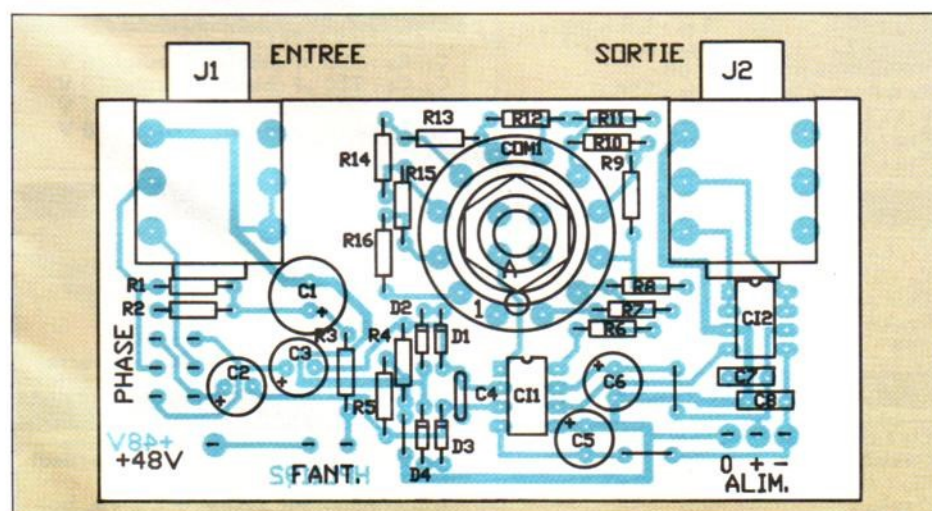 J1
ENTREE
SORTIE
J2
R13
R12
R11
R14
COM1
R10
R15
R9
R16
A
R1
C1
1
R8
R2
D2
R7
CI2
R3
R4
D1
R6
PHASE
C3
C2
C4
CI1
C6
C7
R5
C8
C5
D3
+48V
+48V
FANT.
D4
0 + -
ALIM.